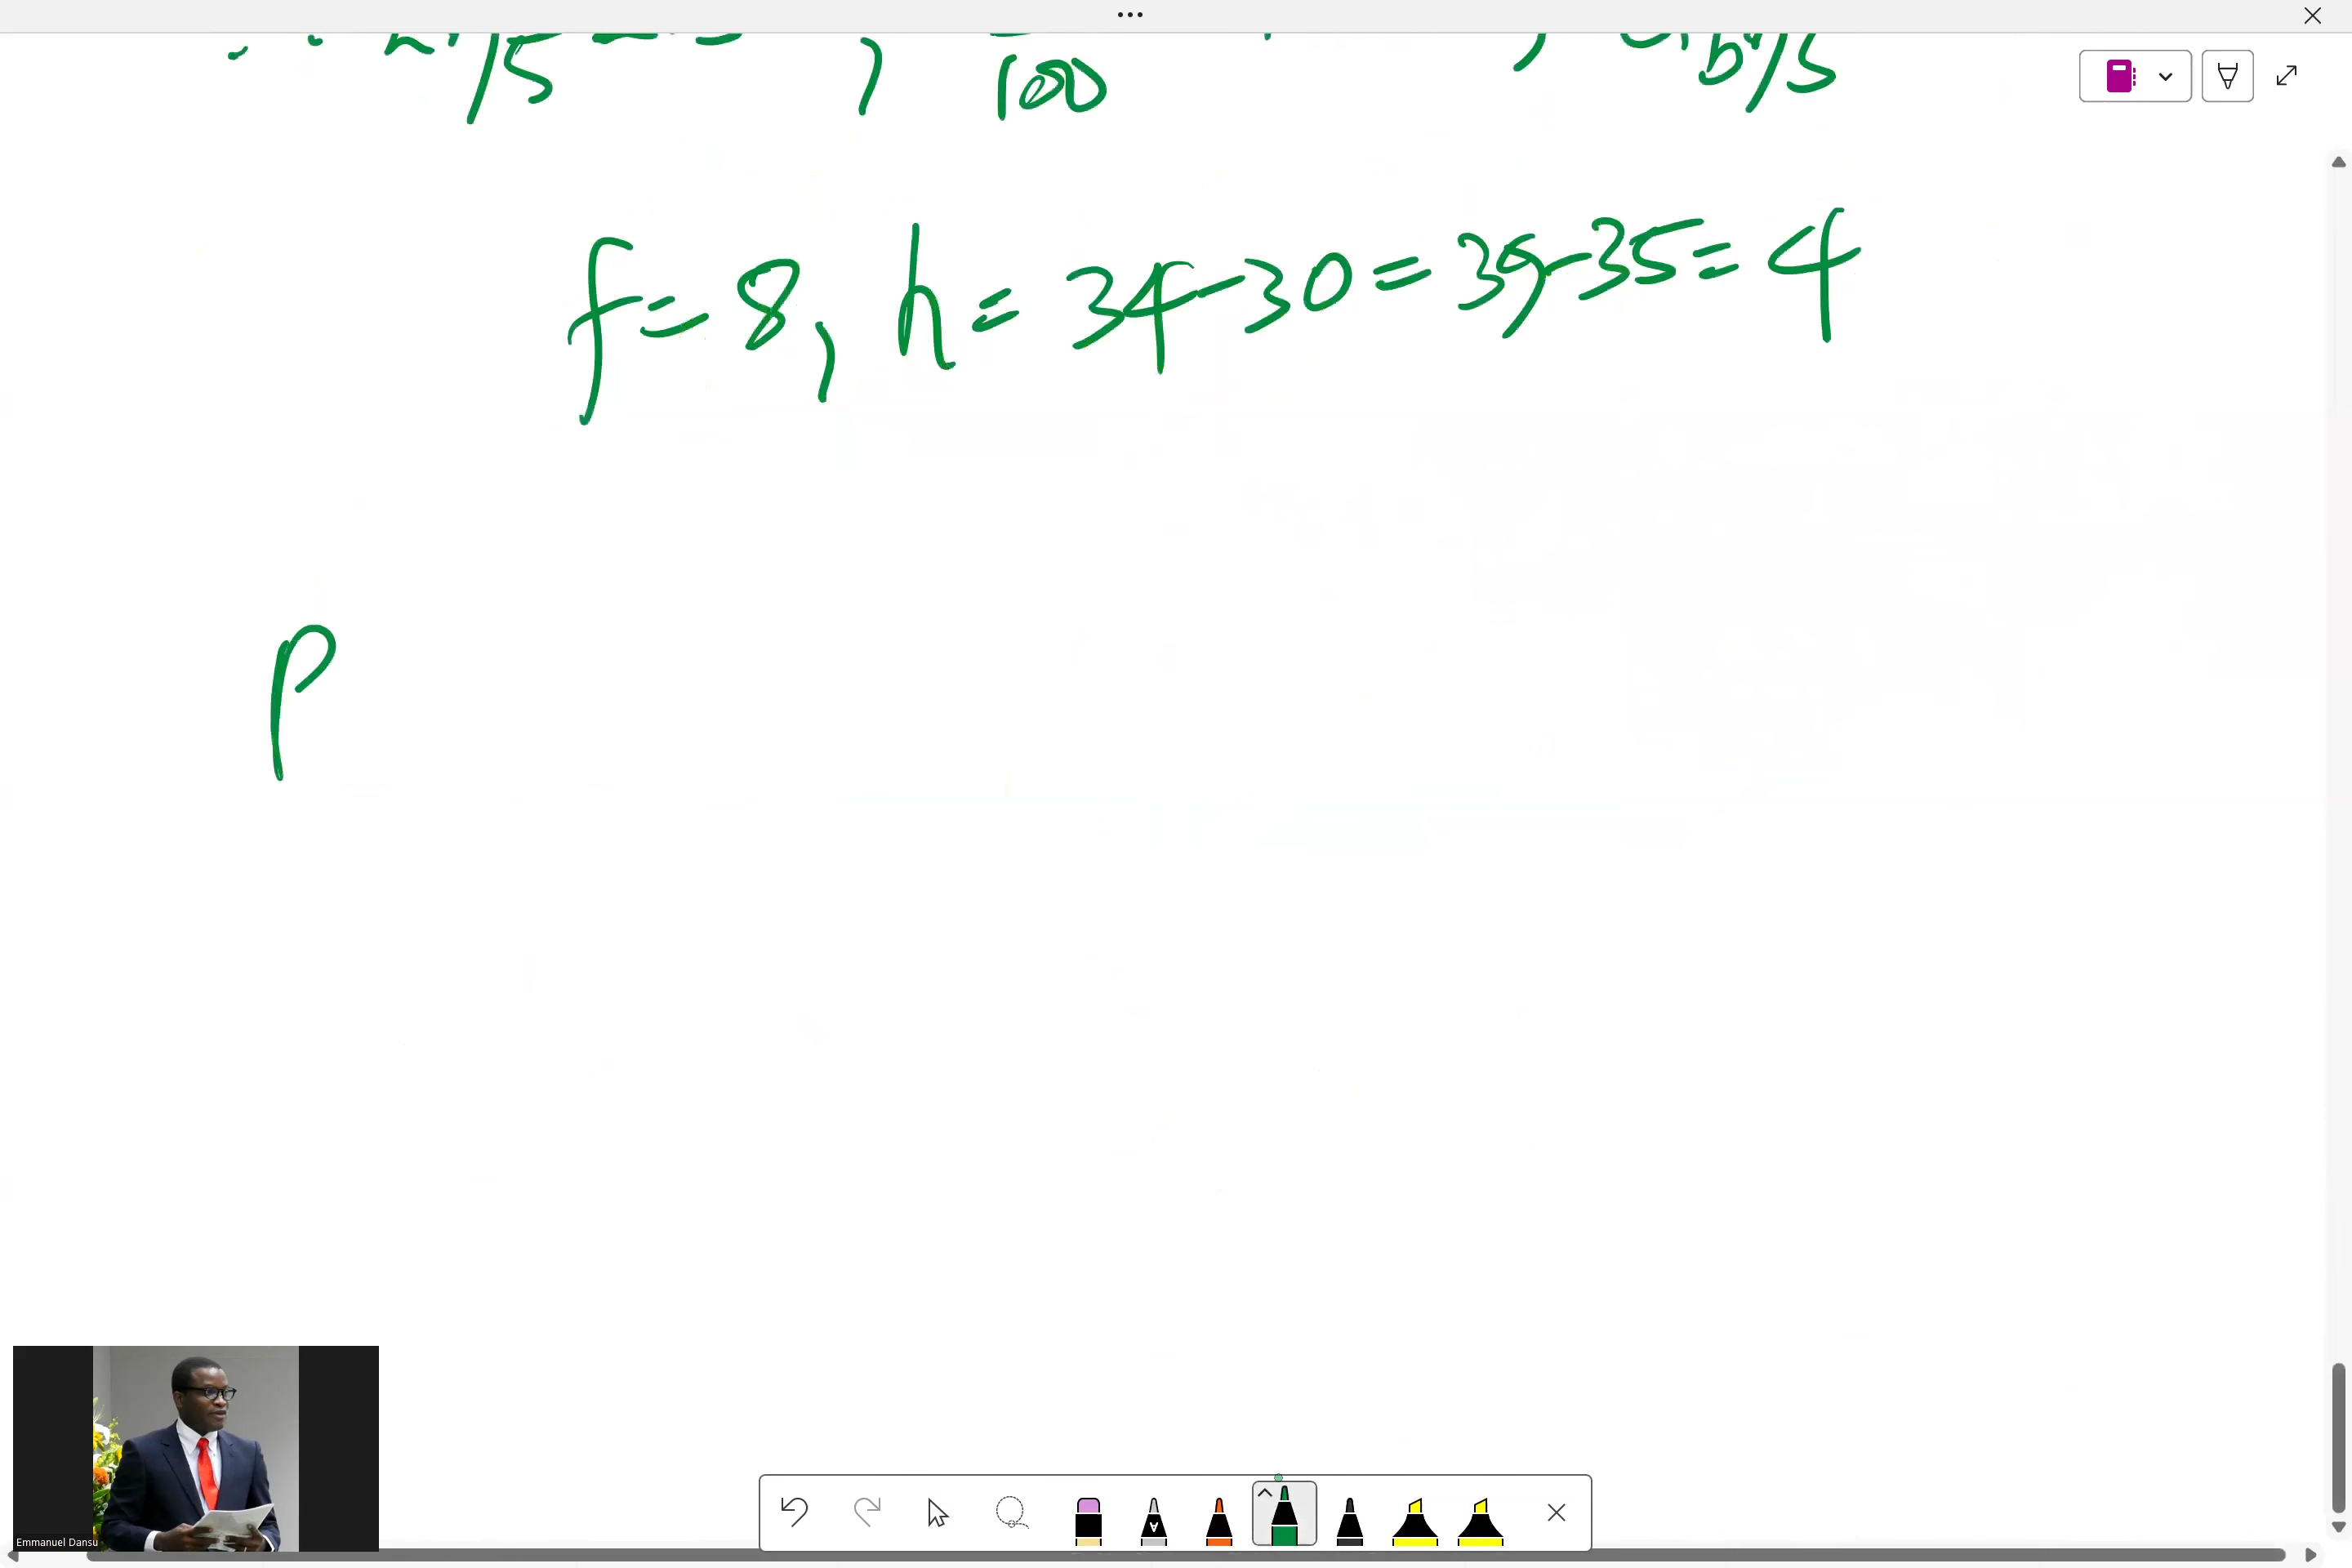 100
f = 8, h = 34 - 30 = 39 - 35 = 4
P
Emmanuel Dansu